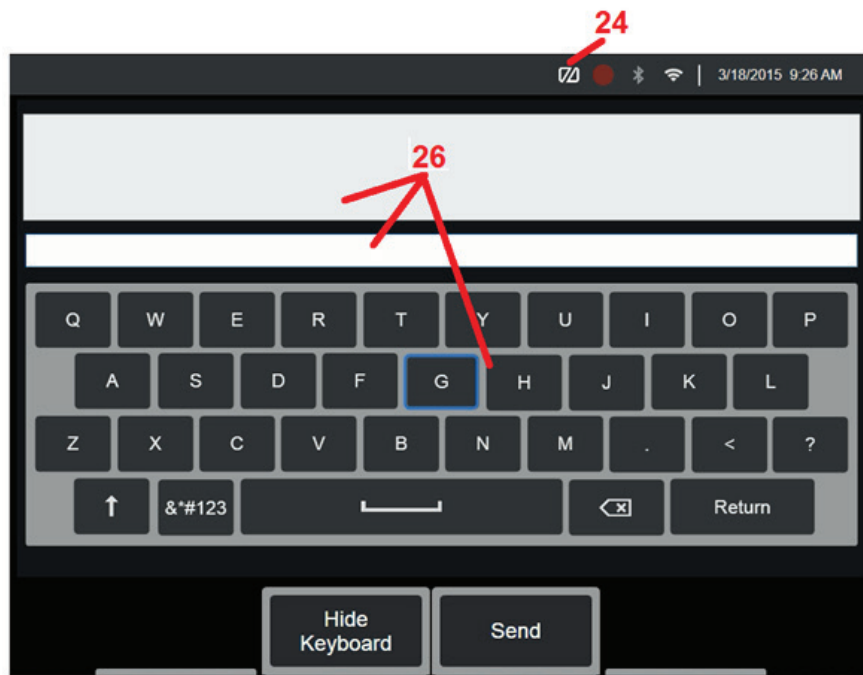 24
3/18/2015 9:26 AM
26
Q W E R T Y U I O P
A S D F G H J K L
Z X C V B N M . < ?
↑ &*#123 Return
Hide
Keyboard
Send